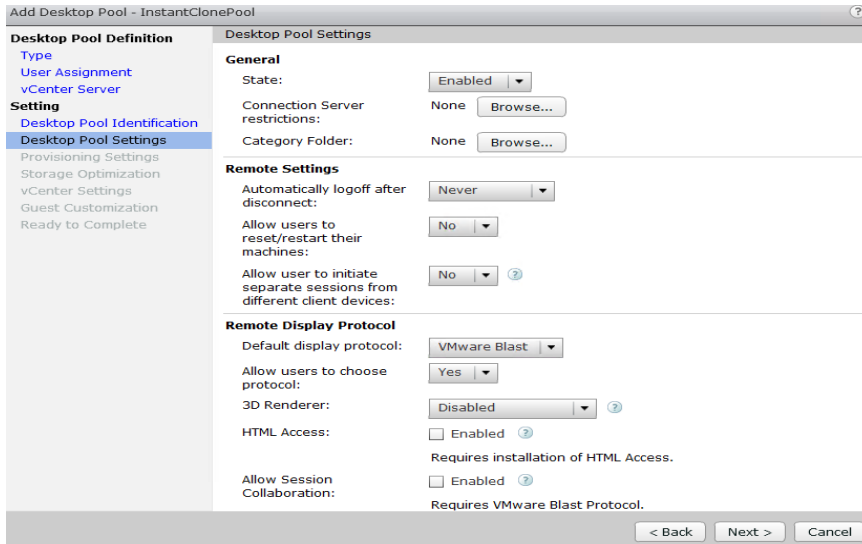 Add Desktop Pool - InstantClonePool
?
Desktop Pool Definition
Type
User Assignment
vCenter Server
Setting
Desktop Pool Identification
Desktop Pool Settings
Provisioning Settings
Storage Optimization
vCenter Settings
Guest Customization
Ready to Complete
Desktop Pool Settings
General
State:
Enabled
Connection Server
restrictions:
None
Browse...
Category Folder:
None
Browse...
Remote Settings
Automatically logoff after
disconnect:
Never
Allow users to
reset/restart their
machines:
No
Allow user to initiate
separate sessions from
different client devices:
No
?
Remote Display Protocol
Default display protocol:
VMware Blast
Allow users to choose
protocol:
Yes
3D Renderer:
Disabled
?
HTML Access:
Enabled
?
Requires installation of HTML Access.
Allow Session
Collaboration:
Enabled
?
Requires VMware Blast Protocol.
< Back
Next >
Cancel